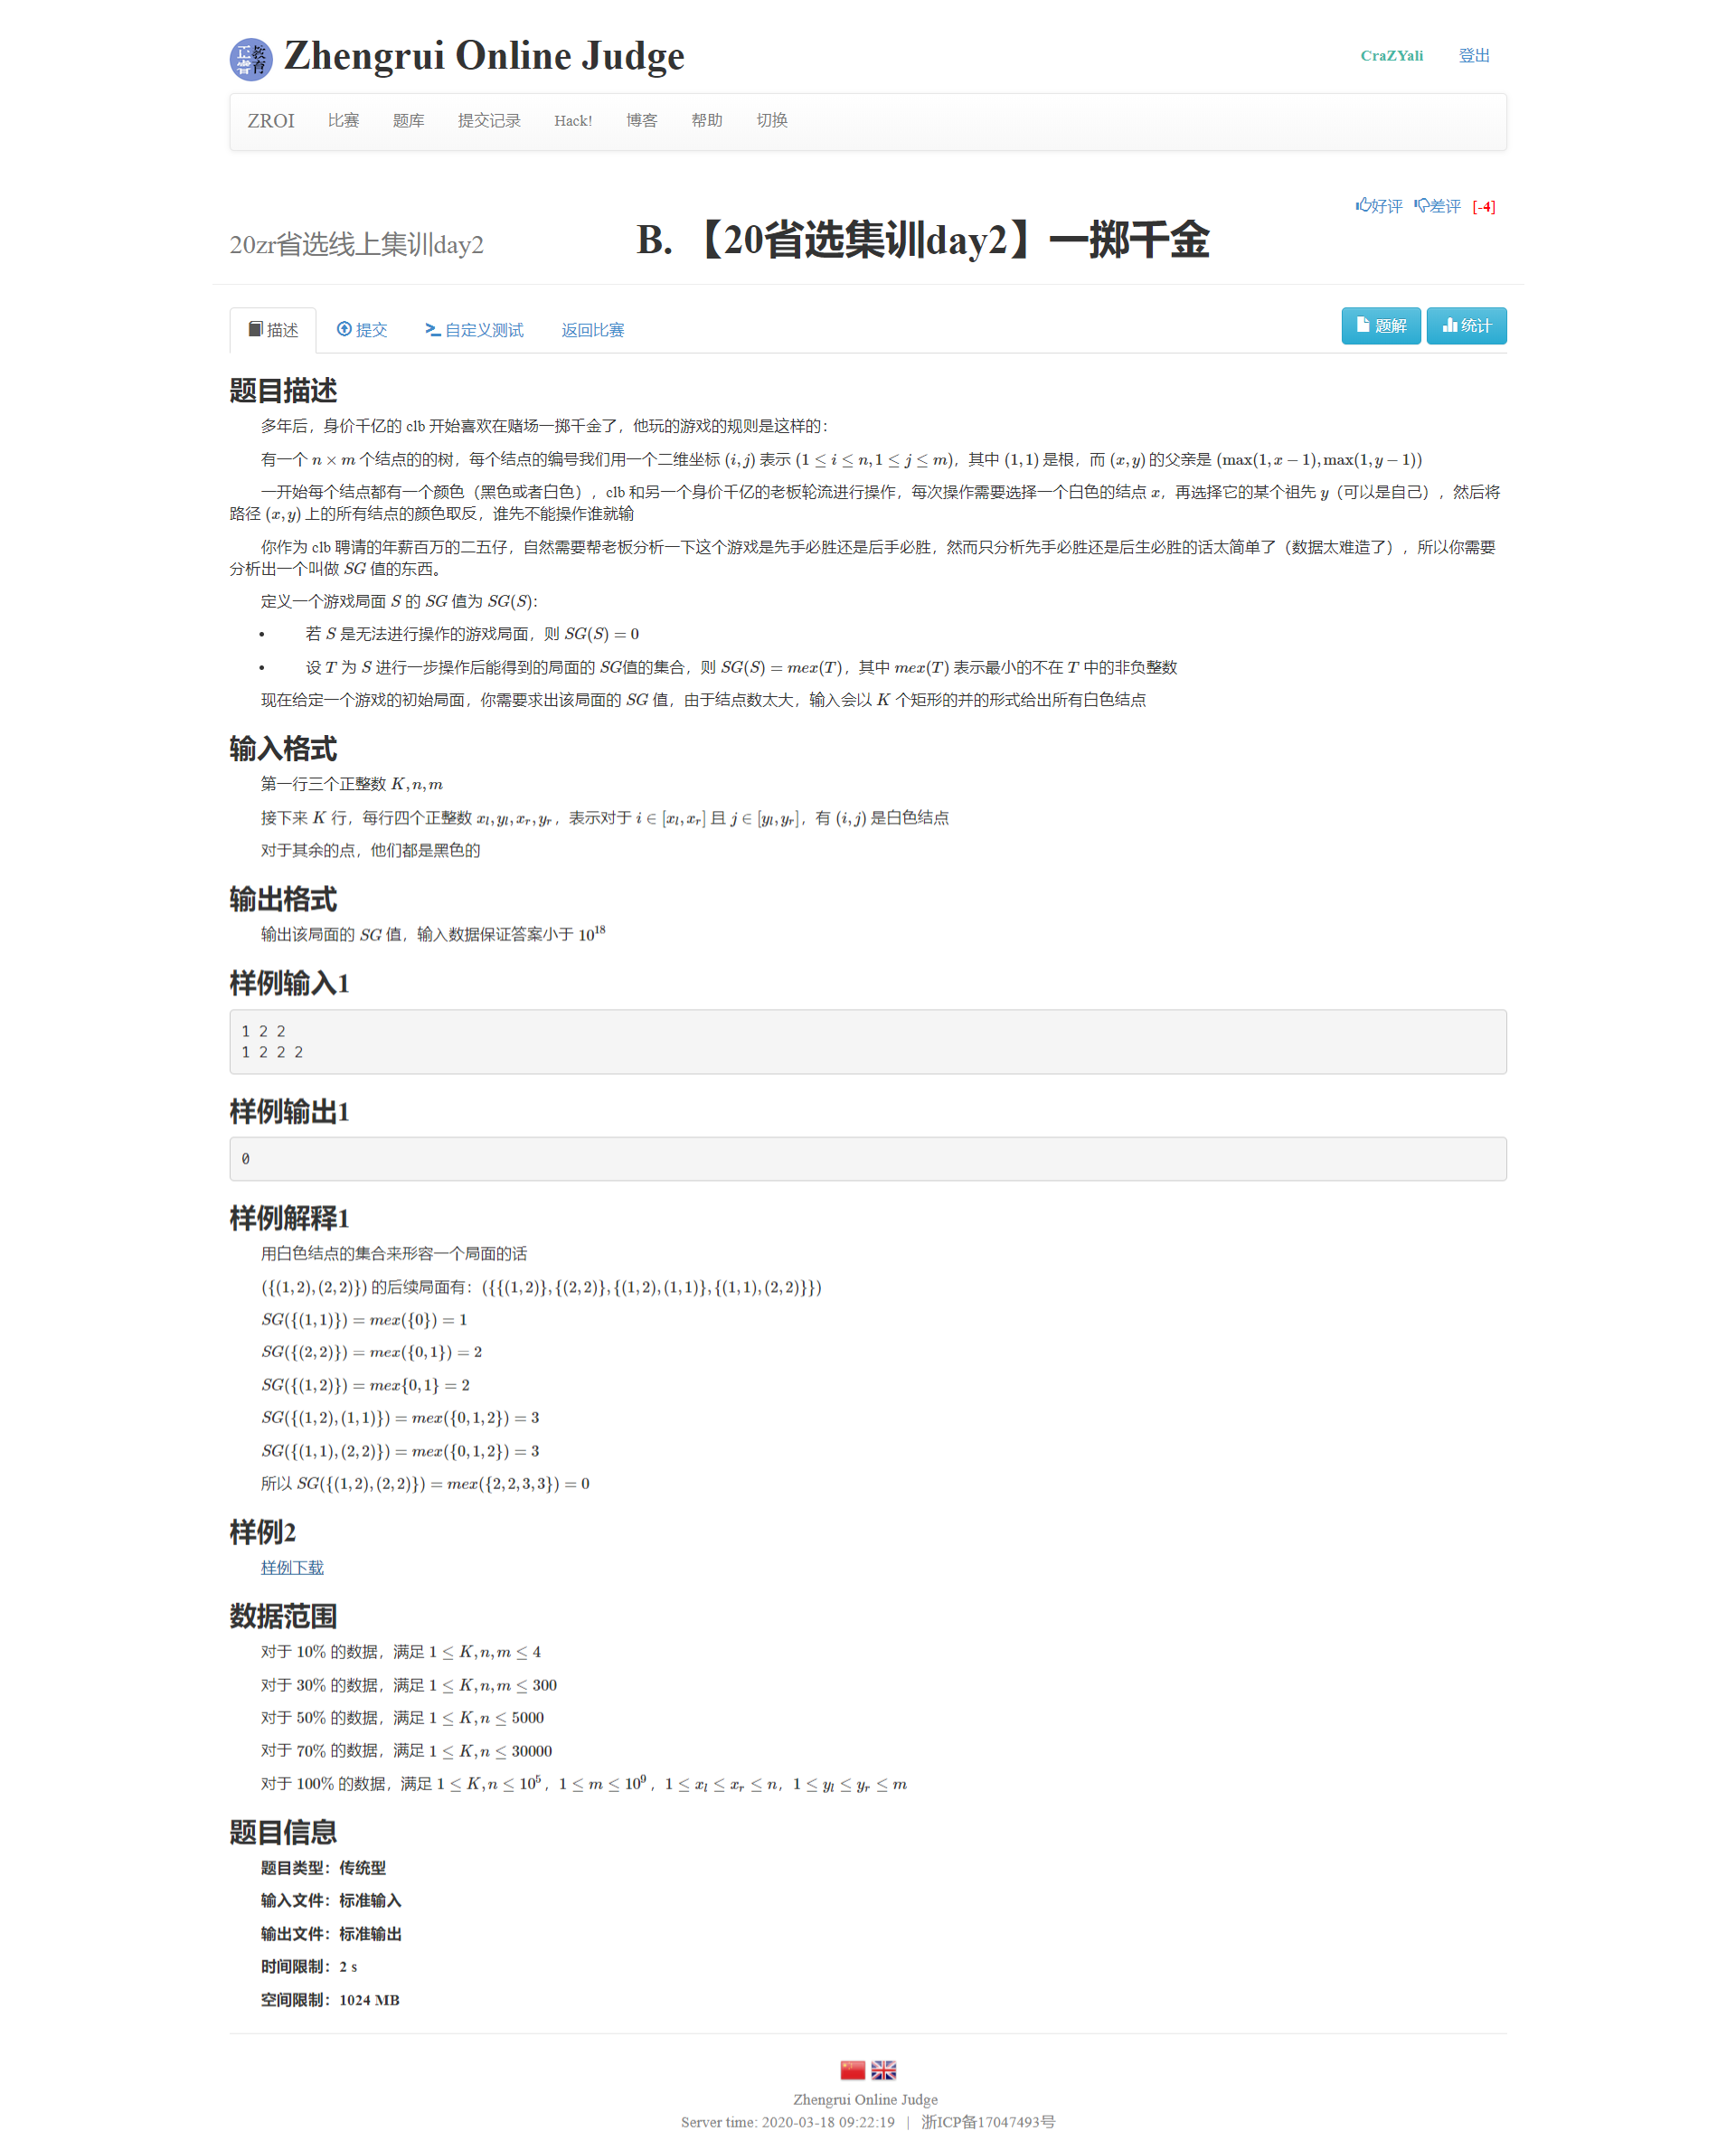 正睿教育 Zhengrui Online Judge
CraZYali 登出
ZROI 比赛 题库 提交记录 Hack! 博客 帮助 切换
好评 差评 [-4]
20zr省选线上集训day2
B. 【20省选集训day2】一掷千金
描述 提交 自定义测试 返回比赛 题解 统计
题目描述
多年后，身价千亿的 clb 开始喜欢在赌场一掷千金了，他玩的游戏的规则是这样的：
有一个 n × m 个结点的的树，每个结点的编号我们用一个二维坐标 (i, j) 表示 (1 ≤ i ≤ n, 1 ≤ j ≤ m)，其中 (1, 1) 是根，而 (x, y) 的父亲是 (max(1, x − 1), max(1, y − 1))
一开始每个结点都有一个颜色（黑色或者白色），clb 和另一个身价千亿的老板轮流进行操作，每次操作需要选择一个白色的结点 x，再选择它的某个祖先 y（可以是自己），然后将
路径 (x, y) 上的所有结点的颜色取反，谁先不能操作谁就输
你作为 clb 聘请的年薪百万的二五仔，自然需要帮老板分析一下这个游戏是先手必胜还是后手必胜，然而只分析先手必胜还是后生必胜的话太简单了（数据太难造了），所以你需要
分析出一个叫做 SG 值的东西。
定义一个游戏局面 S 的 SG 值为 SG(S)：
• 若 S 是无法进行操作的游戏局面，则 SG(S) = 0
• 设 T 为 S 进行一步操作后能得到的局面的 SG值的集合，则 SG(S) = mex(T)，其中 mex(T) 表示最小的不在 T 中的非负整数
现在给定一个游戏的初始局面，你需要求出该局面的 SG 值，由于结点数太大，输入会以 K 个矩形的并的形式给出所有白色结点
输入格式
第一行三个正整数 K, n, m
接下来 K 行，每行四个正整数 x_l, y_l, x_r, y_r，表示对于 i ∈ [x_l, x_r] 且 j ∈ [y_l, y_r]，有 (i, j) 是白色结点
对于其余的点，他们都是黑色的
输出格式
输出该局面的 SG 值，输入数据保证答案小于 10^18
样例输入1
1 2 2
1 2 2 2
样例输出1
0
样例解释1
用白色结点的集合来形容一个局面的话
({(1, 2), (2, 2)}) 的后续局面有：({{(1, 2)}, {(2, 2)}, {(1, 2), (1, 1)}, {(1, 1), (2, 2)}})
SG({(1, 1)}) = mex({0}) = 1
SG({(2, 2)}) = mex({0, 1}) = 2
SG({(1, 2)}) = mex{0, 1} = 2
SG({(1, 2), (1, 1)}) = mex({0, 1, 2}) = 3
SG({(1, 1), (2, 2)}) = mex({0, 1, 2}) = 3
所以 SG({(1, 2), (2, 2)}) = mex({2, 2, 3, 3}) = 0
样例2
样例下载
数据范围
对于 10% 的数据，满足 1 ≤ K, n, m ≤ 4
对于 30% 的数据，满足 1 ≤ K, n, m ≤ 300
对于 50% 的数据，满足 1 ≤ K, n ≤ 5000
对于 70% 的数据，满足 1 ≤ K, n ≤ 30000
对于 100% 的数据，满足 1 ≤ K, n ≤ 10^5，1 ≤ m ≤ 10^9，1 ≤ x_l ≤ x_r ≤ n，1 ≤ y_l ≤ y_r ≤ m
题目信息
题目类型：传统型
输入文件：标准输入
输出文件：标准输出
时间限制：2 s
空间限制：1024 MB
Zhengrui Online Judge
Server time: 2020-03-18 09:22:19 | 浙ICP备17047493号